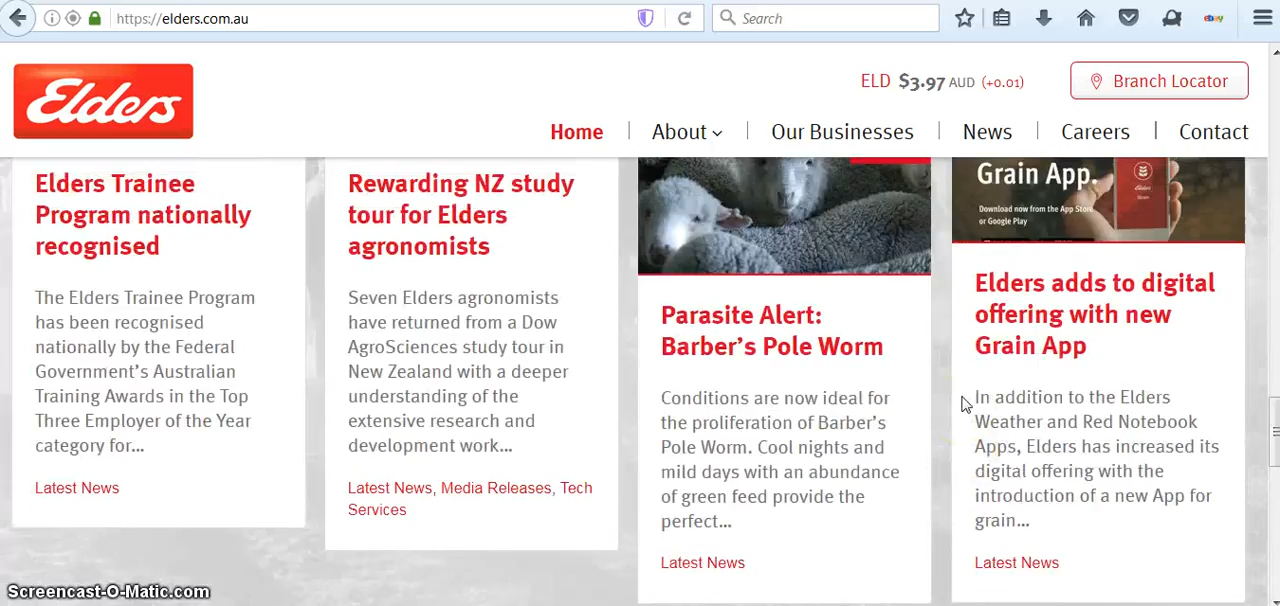 https://elders.com.au
Search
ebay
Elders
ELD $3.97 AUD (+0.01)
Branch Locator
Home
About
Our Businesses
News
Careers
Contact
Elders Trainee
Program nationally
recognised
The Elders Trainee Program
has been recognised
nationally by the Federal
Government's Australian
Training Awards in the Top
Three Employer of the Year
category for...
Latest News
Rewarding NZ study
tour for Elders
agronomists
Seven Elders agronomists
have returned from a Dow
AgroSciences study tour in
New Zealand with a deeper
understanding of the
extensive research and
development work...
Latest News, Media Releases, Tech
Services
Parasite Alert:
Barber's Pole Worm
Conditions are now ideal for
the proliferation of Barber's
Pole Worm. Cool nights and
mild days with an abundance
of green feed provide the
perfect...
Latest News
Grain App.
Download now from the App Store
or Google Play
Elders adds to digital
offering with new
Grain App
In addition to the Elders
Weather and Red Notebook
Apps, Elders has increased its
digital offering with the
introduction of a new App for
grain...
Latest News
Screencast-O-Matic.com